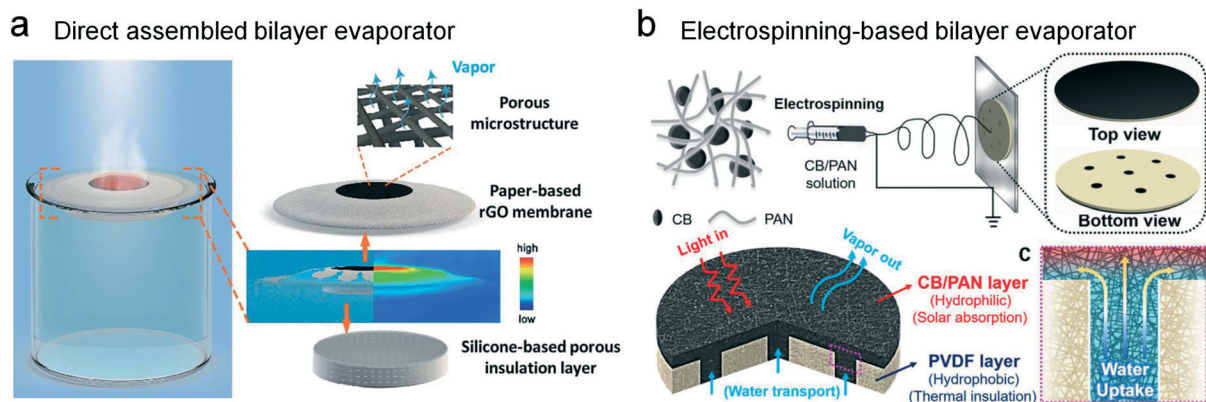 a Direct assembled bilayer evaporator
Vapor
Porous
microstructure
Paper-based
rGO membrane
high
low
Silicone-based porous
insulation layer
b Electrospinning-based bilayer evaporator
Electrospinning
CB/PAN
solution
CB
PAN
Top view
Bottom view
Light in
Vapor out
CB/PAN layer
(Hydrophilic)
(Solar absorption)
PVDF layer
(Hydrophobic)
(Thermal insulation)
(Water transport)
c
Water
Uptake